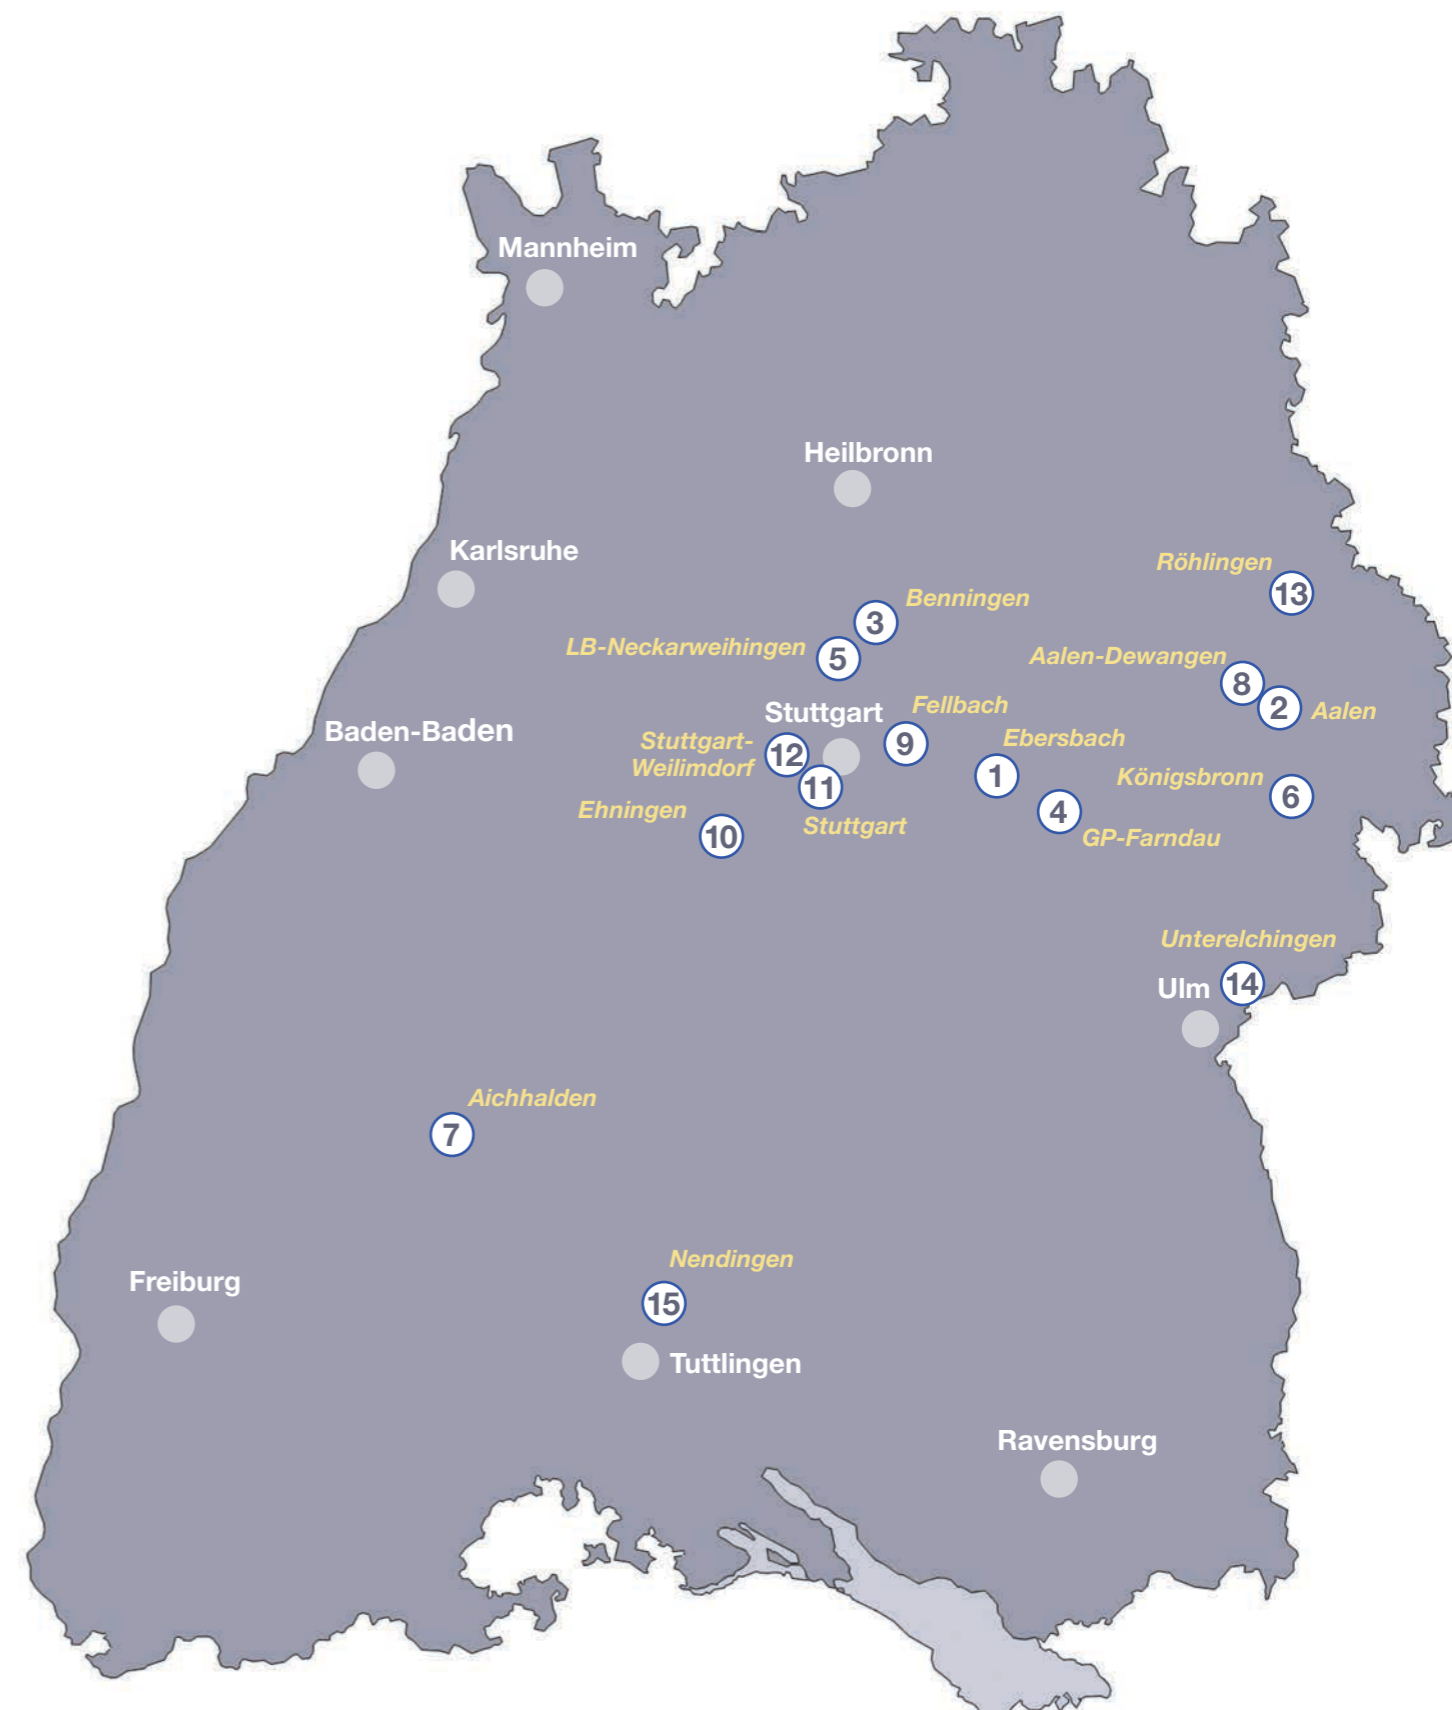 Mannheim
Heilbronn
Karlsruhe
Röhlingen
13
Benningen
3
LB-Neckarweihingen
5
Aalen-Dewangen
8
2
Aalen
Stuttgart
Fellbach
9
Baden-Baden
Stuttgart-
Weilimdorf
12
11
Stuttgart
Ebersbach
1
Königsbronn
6
4
GP-Farndau
Ehningen
10
Unterelchingen
14
Ulm
Aichhalden
7
Nendingen
15
Freiburg
Tuttlingen
Ravensburg